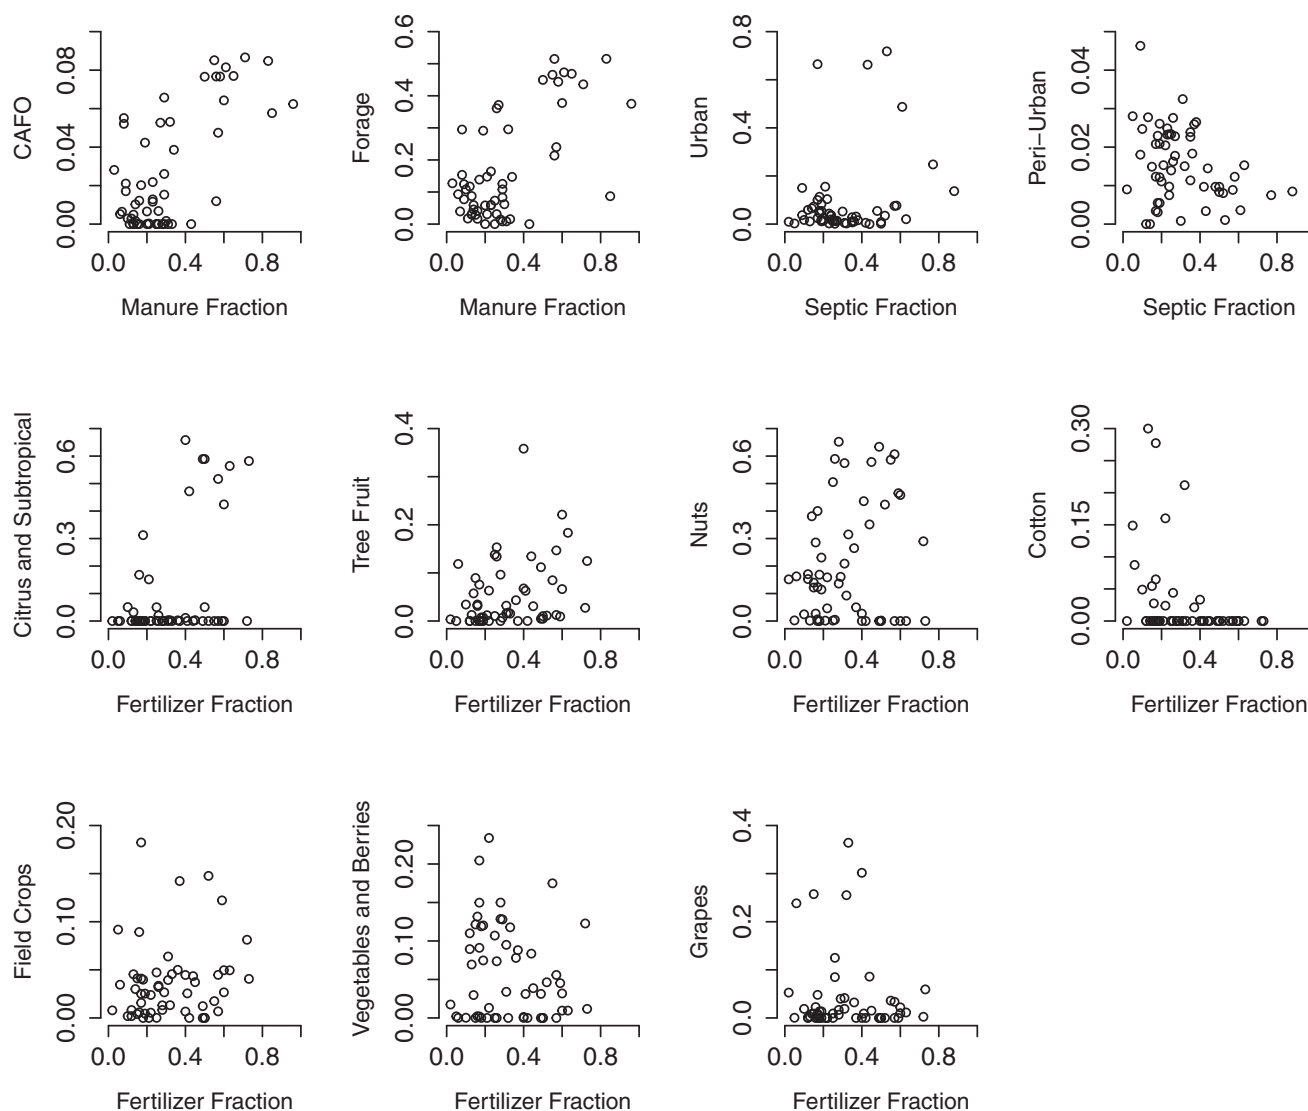 CAFO
0.00 0.04 0.08
0.0 0.4 0.8
Manure Fraction
Forage
0.0 0.2 0.4 0.6
0.0 0.4 0.8
Manure Fraction
Urban
0.0 0.4 0.8
0.0 0.4 0.8
Septic Fraction
Peri-Urban
0.00 0.02 0.04
0.0 0.4 0.8
Septic Fraction
Citrus and Subtropical
0.0 0.3 0.6
0.0 0.4 0.8
Fertilizer Fraction
Tree Fruit
0.0 0.2 0.4
0.0 0.4 0.8
Fertilizer Fraction
Nuts
0.0 0.3 0.6
0.0 0.4 0.8
Fertilizer Fraction
Cotton
0.00 0.15 0.30
0.0 0.4 0.8
Fertilizer Fraction
Field Crops
0.00 0.10 0.20
0.0 0.4 0.8
Fertilizer Fraction
Vegetables and Berries
0.00 0.10 0.20
0.0 0.4 0.8
Fertilizer Fraction
Grapes
0.0 0.2 0.4
0.0 0.4 0.8
Fertilizer Fraction